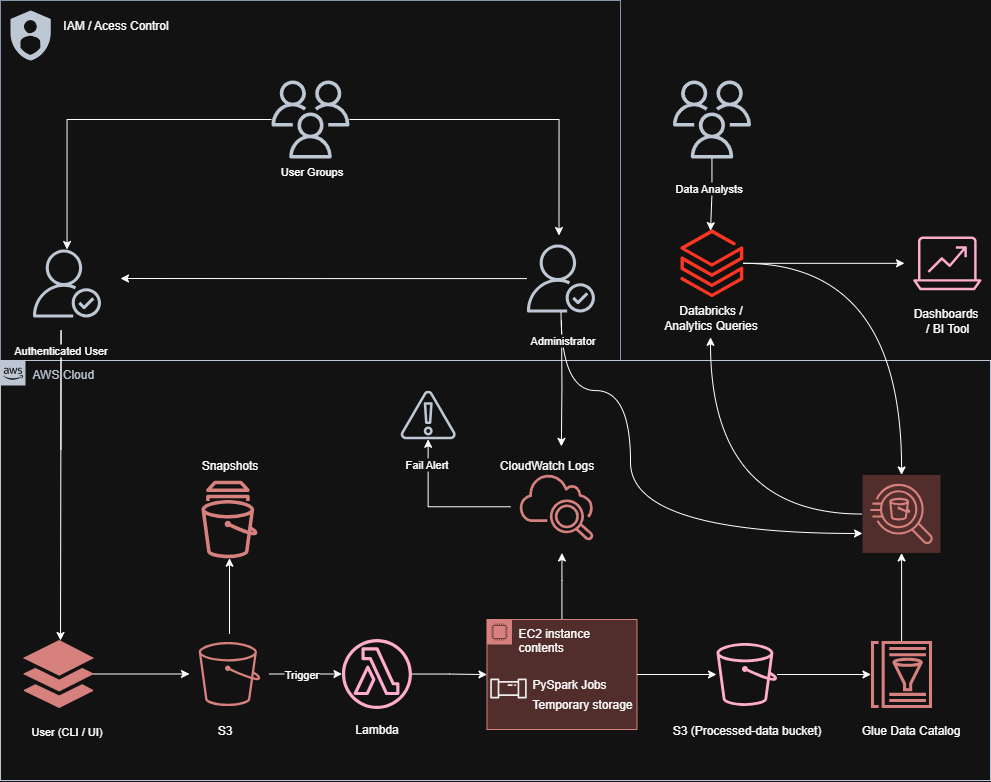 IAM / Acess Control
User Groups
Data Analysts
Databricks /
Analytics Queries
Dashboards
/ BI Tool
Administrator
Authenticated User
aws
AWS Cloud
Snapshots
Fail Alert
CloudWatch Logs
EC2 instance
contents
PySpark Jobs
Temporary storage
Trigger
User (CLI / UI)
S3
Lambda
S3 (Processed-data bucket)
Glue Data Catalog